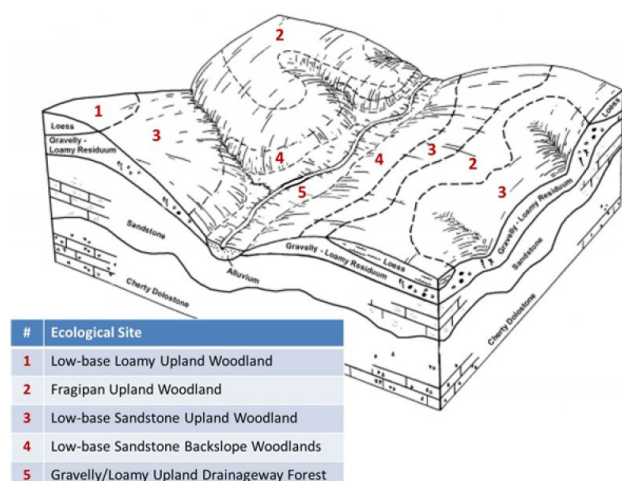 2
1
Loess
Gravelly -
Loamy Residuum
3
4
4
3
2
3
5
Loess
Gravelly - Loamy Residuum
Sandstone
Cherty Dolostone
Sandstone
Cherty Dolostone
Alluvium
Gravelly - Loamy Residuum
Loess
# Ecological Site
1 Low-base Loamy Upland Woodland
2 Fragipan Upland Woodland
3 Low-base Sandstone Upland Woodland
4 Low-base Sandstone Backslope Woodlands
5 Gravelly/Loamy Upland Drainageway Forest